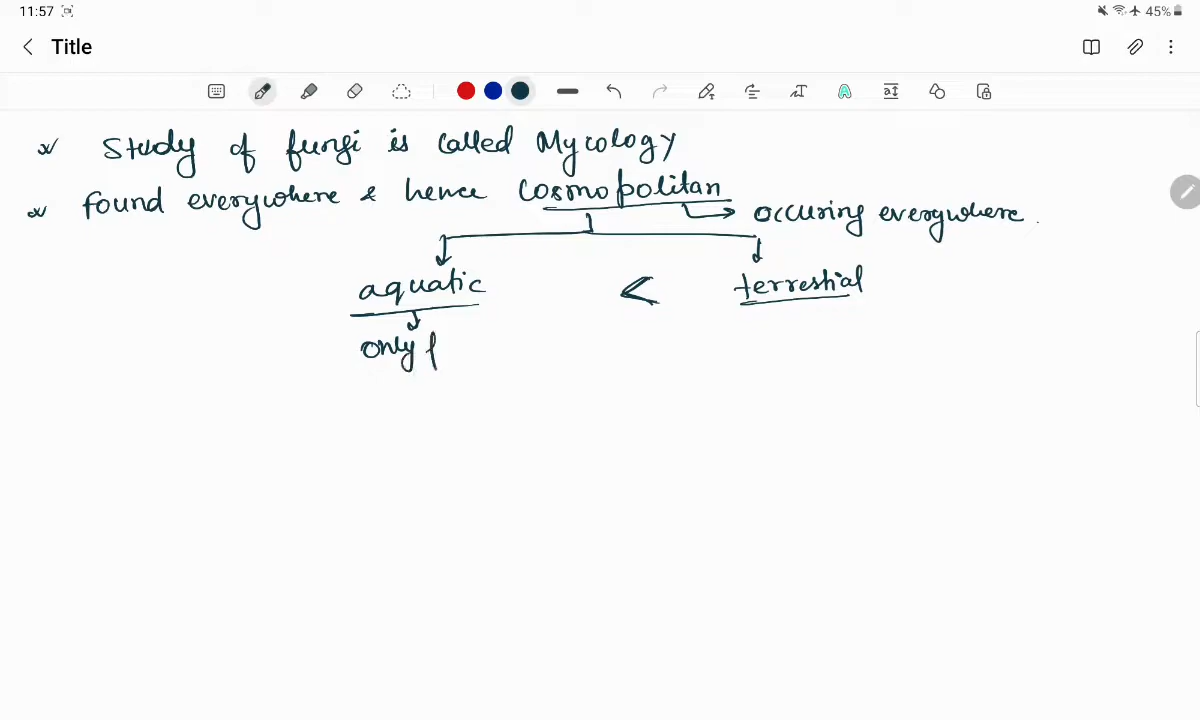 11:57
45%
Title
Study of fungi is called Mycology
found everywhere & hence cosmopolitan
occuring everywhere
aquatic < terrestial
only f